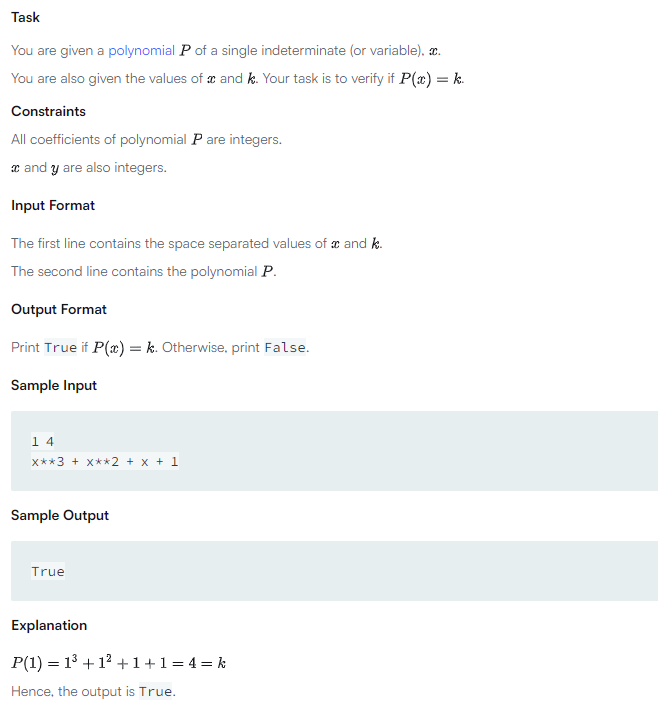 Task
You are given a polynomial P of a single indeterminate (or variable), x.
You are also given the values of x and k. Your task is to verify if P(x) = k.
Constraints
All coefficients of polynomial P are integers.
x and y are also integers.
Input Format
The first line contains the space separated values of x and k.
The second line contains the polynomial P.
Output Format
Print True if P(x) = k. Otherwise, print False.
Sample Input
1 4
x**3 + x**2 + x + 1
Sample Output
True
Explanation
P(1) = 1³ + 1² + 1 + 1 = 4 = k
Hence, the output is True.